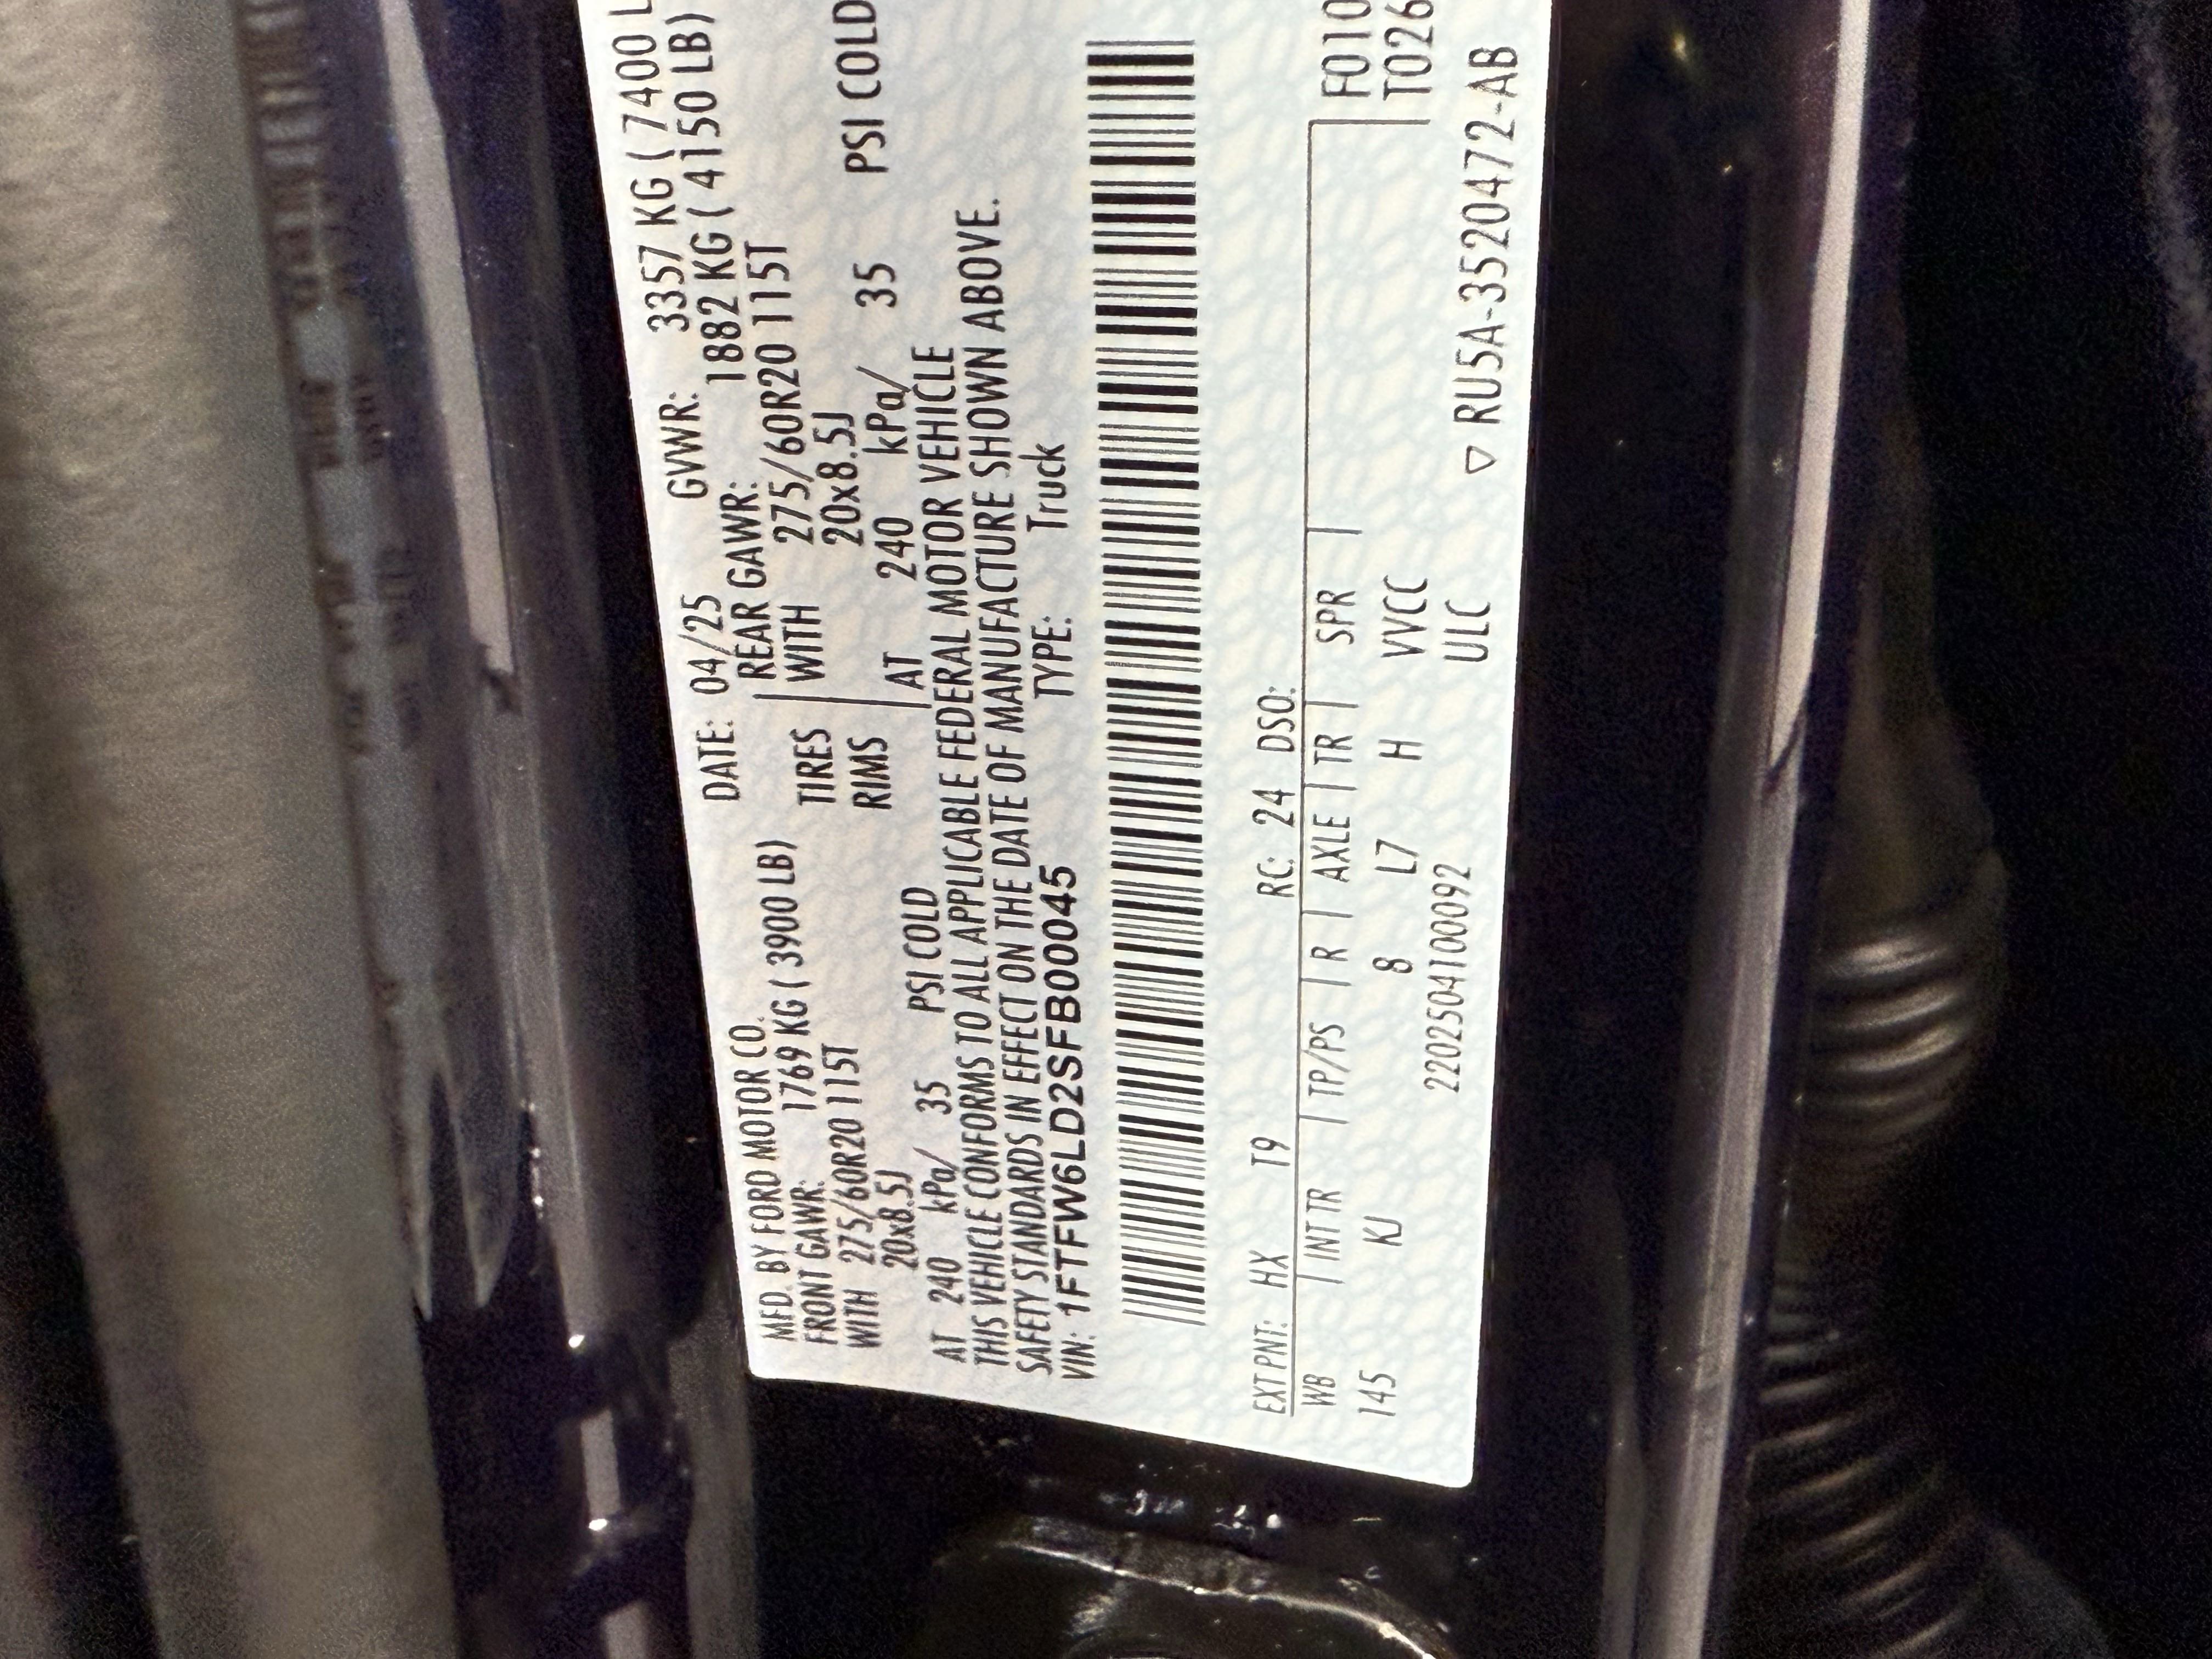 MFD. BY FORD MOTOR CO.
DATE: 04/25 GVWR: 3357 KG ( 7400 L
FRONT GAWR: 1769 KG ( 3900 LB) REAR GAWR: 1882 KG ( 4150 LB)
WITH 275/60R20 115T TIRES WITH 275/60R20 115T
20x8.5J RIMS 20x8.5J
AT 240 kPa/ 35 PSI COLD AT 240 kPa/ 35 PSI COLD
THIS VEHICLE CONFORMS TO ALL APPLICABLE FEDERAL MOTOR VEHICLE
SAFETY STANDARDS IN EFFECT ON THE DATE OF MANUFACTURE SHOWN ABOVE.
VIN: 1FTFW6LD2SFB00045 TYPE: Truck
EXT PNT: HX T9 RC: 24 DSO:
WB | INT TR | TP/PS | R | AXLE | TR | SPR | F010
145 KJ 8 L7 H VVCC T026
2202504100092 ULC
▽ RU5A-3520472-AB